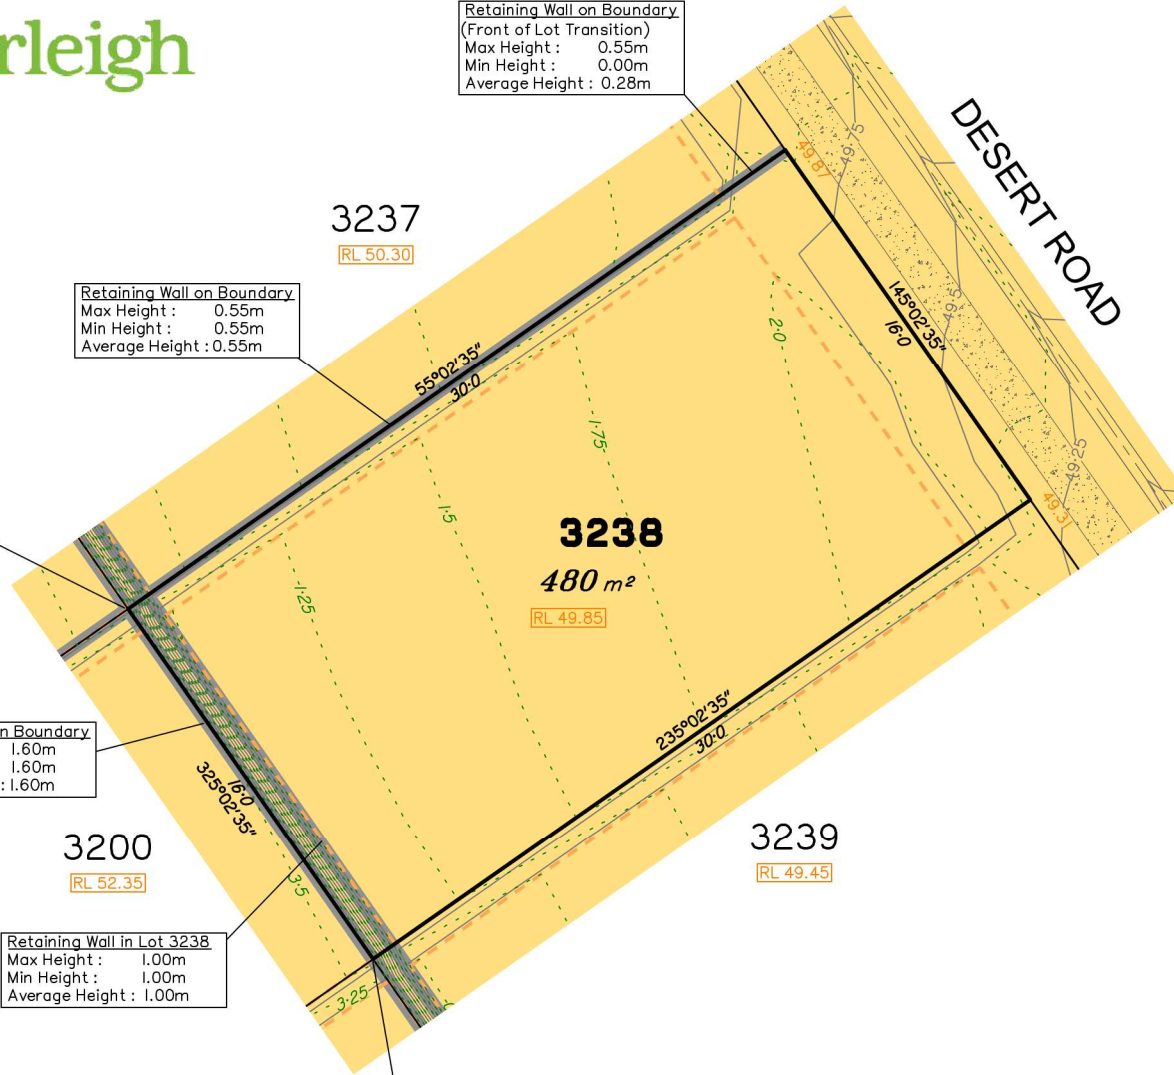 rleigh
Retaining Wall on Boundary
(Front of Lot Transition)
Max Height : 0.55m
Min Height : 0.00m
Average Height : 0.28m
DESERT ROAD
49.87
49.75
3237
RL 50.30
Retaining Wall on Boundary
Max Height : 0.55m
Min Height : 0.55m
Average Height : 0.55m
55°02'35"
30·0
145°02'35"
16·0
49.5
2·0
1·75
1·5
1·25
3238
480 m²
RL 49.85
49.25
49.31
235°02'35"
30·0
n Boundary
1.60m
1.60m
: 1.60m
16·0
325°02'35"
3200
RL 52.35
3239
RL 49.45
3·5
Retaining Wall in Lot 3238
Max Height : 1.00m
Min Height : 1.00m
Average Height : 1.00m
3·25